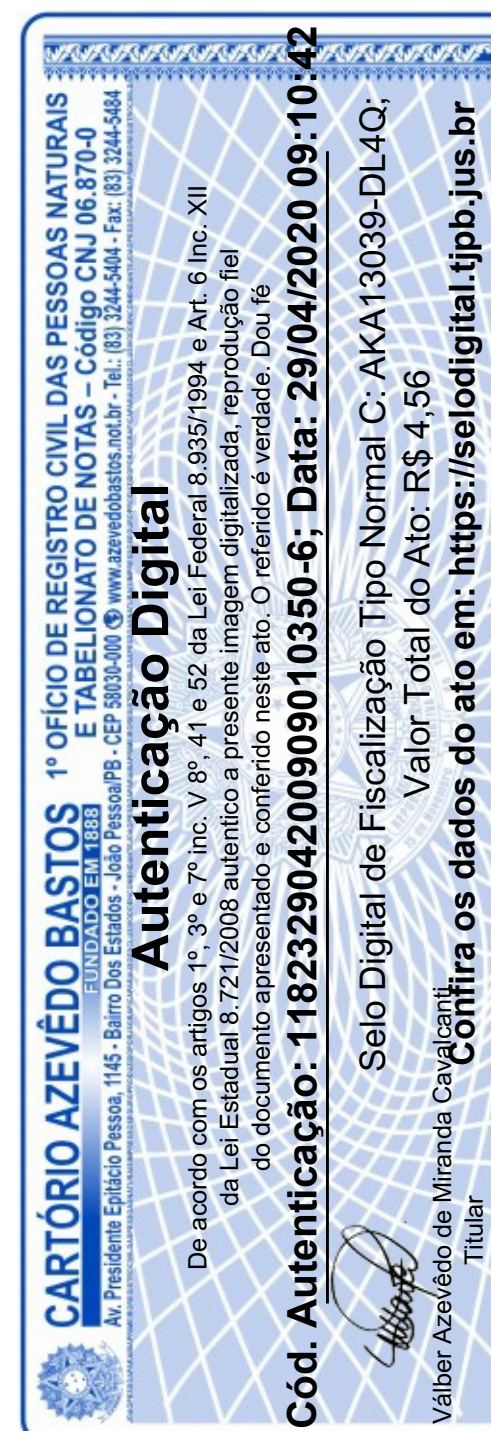 CARTÓRIO AZEVÊDO BASTOS
FUNDADO EM 1888
1º OFÍCIO DE REGISTRO CIVIL DAS PESSOAS NATURAIS
E TABELIONATO DE NOTAS – Código CNJ 06.870-0
Av. Presidente Epitácio Pessoa, 1145 - Bairro Dos Estados - João Pessoa/PB - CEP 58030-000 www.azevedobastos.not.br - Tel.: (83) 3244-5404 - Fax: (83) 3244-5484
Autenticação Digital
De acordo com os artigos 1º, 3º e 7º inc. V 8º, 41 e 52 da Lei Federal 8.935/1994 e Art. 6 Inc. XII
da Lei Estadual 8.721/2008 autentico a presente imagem digitalizada, reprodução fiel
do documento apresentado e conferido neste ato. O referido é verdade. Dou fé
Cód. Autenticação: 118232904200909010350-6; Data: 29/04/2020 09:10:42
Selo Digital de Fiscalização Tipo Normal C: AKA13039-DL4Q;
Valor Total do Ato: R$ 4,56
Válber Azevêdo de Miranda Cavalcanti
Titular
Confira os dados do ato em: https://selodigital.tjpb.jus.br